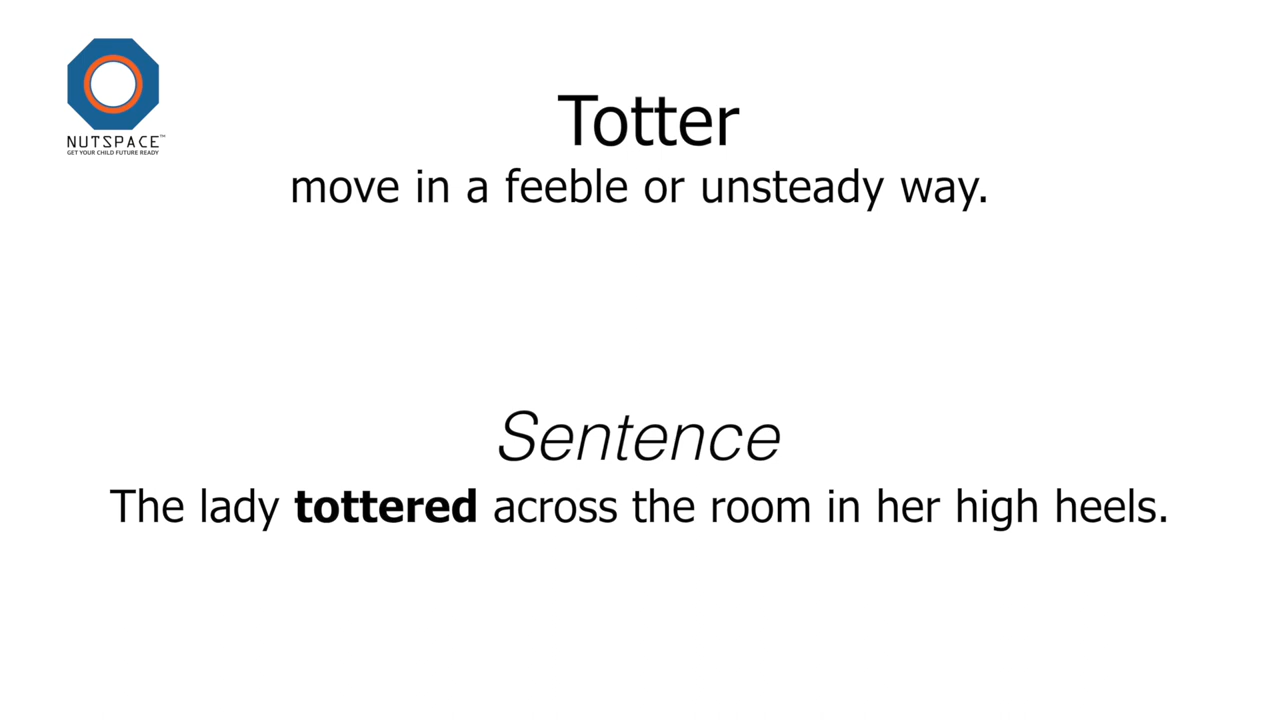 NUTSPACE™
GET YOUR CHILD FUTURE READY
Totter
move in a feeble or unsteady way.
Sentence
The lady tottered across the room in her high heels.